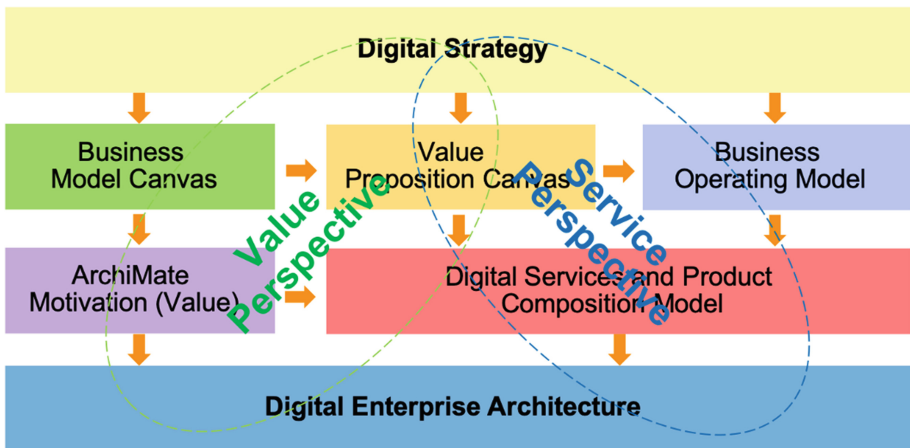 Digital Strategy
Business
Model Canvas
Value
Proposition Canvas
Business
Operating Model
Value
Perspective
Service
Perspective
ArchiMate
Motivation (Value)
Digital Services and Product
Composition Model
Digital Enterprise Architecture